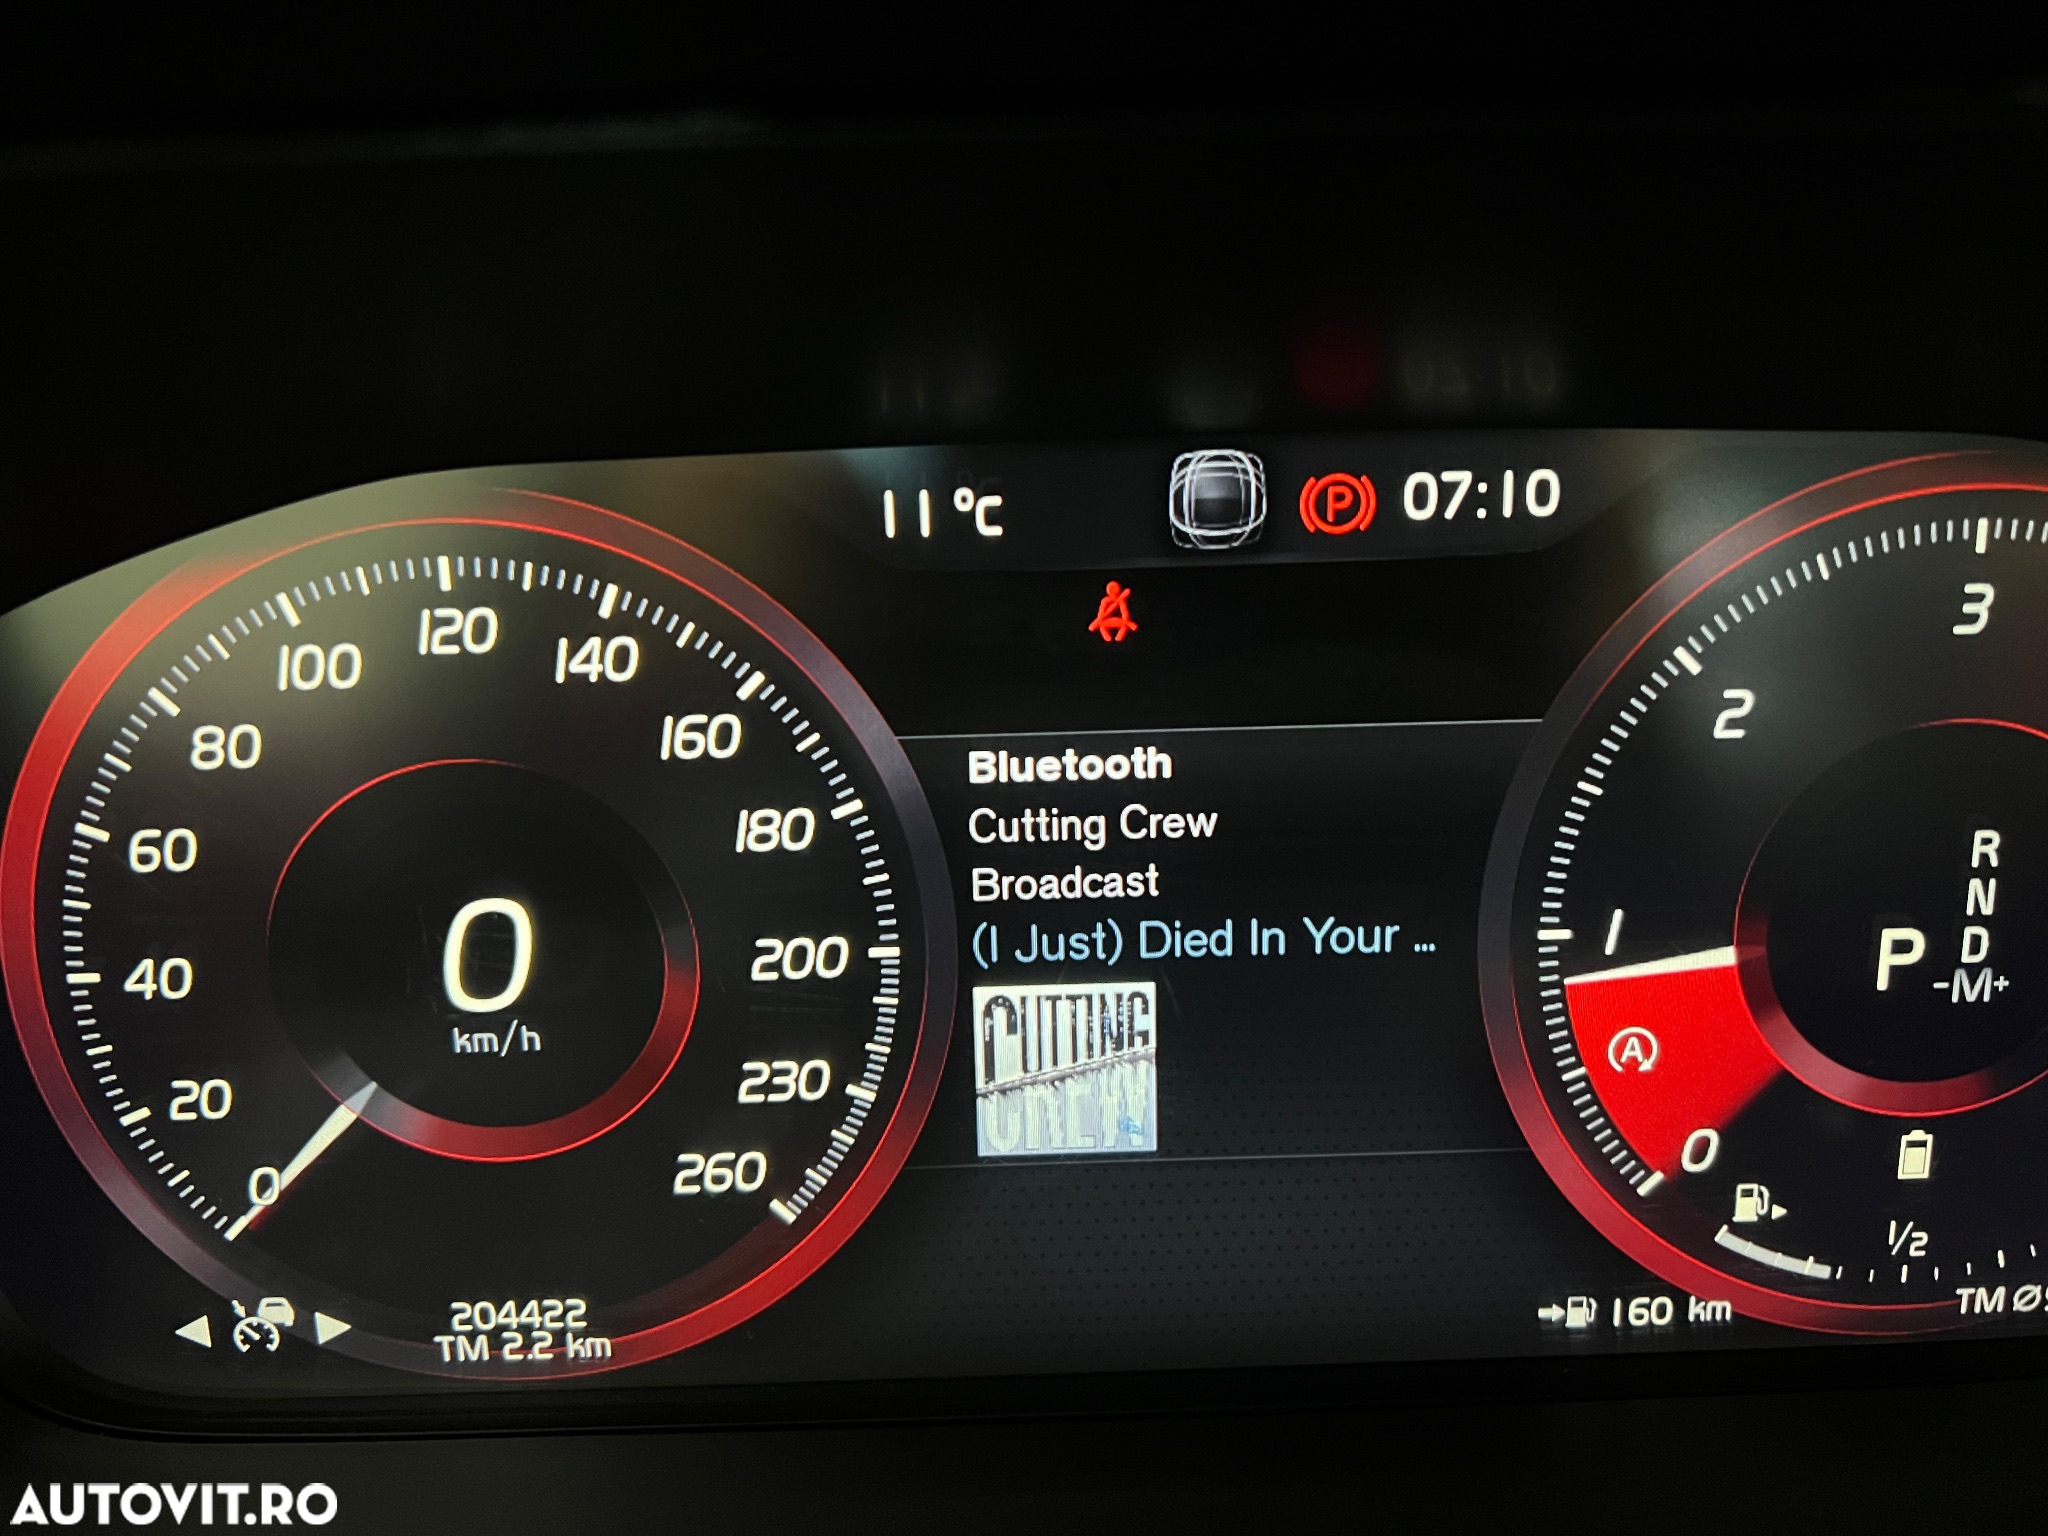 11 °C
P 07:10
0 20 40 60 80 100 120 140 160 180 200 230 260
0
km/h
204422
TM 2.2 km
Bluetooth
Cutting Crew
Broadcast
(I Just) Died In Your ...
CUTTING
CREW
0 1 2 3
A
R
N
D
P -M+
1/2
160 km
TM Ø
AUTOVIT.RO